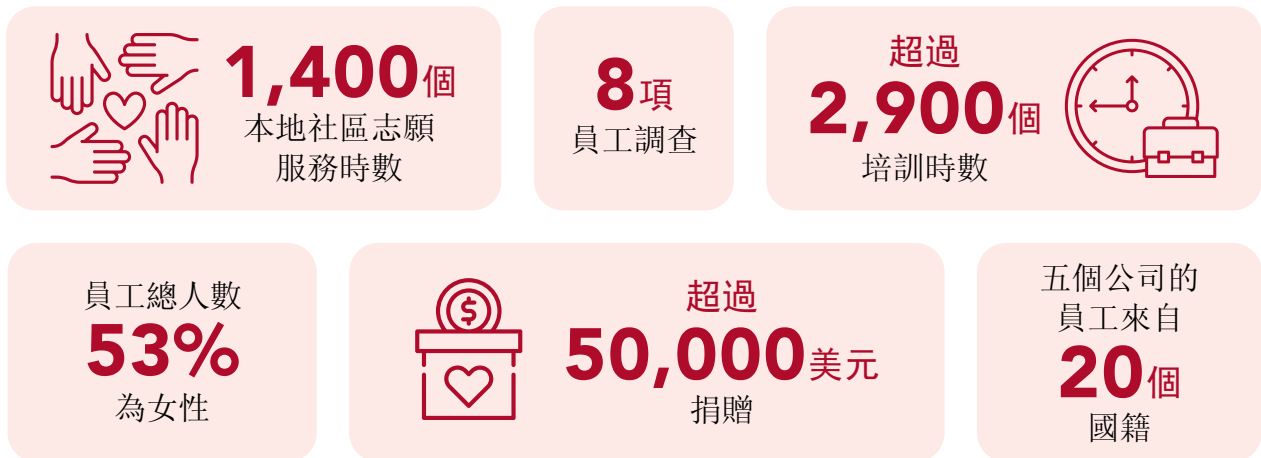 1,400個
本地社區志願
服務時數
8項
員工調查
超過
2,900個
培訓時數
員工總人數
53%
為女性
$
超過
50,000美元
捐贈
五個公司的
員工來自
20個
國籍